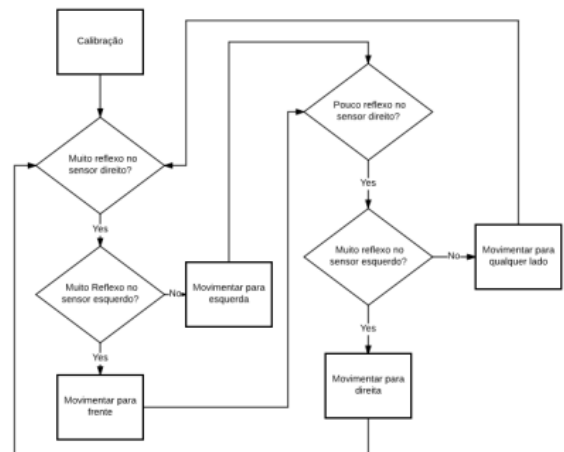 Calibração
Muito reflexo no
sensor direito?
Yes
Muito Reflexo no
sensor esquerdo?
No
Movimentar para
esquerda
Yes
Movimentar para
frente
Pouco reflexo no
sensor direito?
Yes
Muito reflexo no
sensor esquerdo?
No
Movimentar para
qualquer lado
Yes
Movimentar para
direita